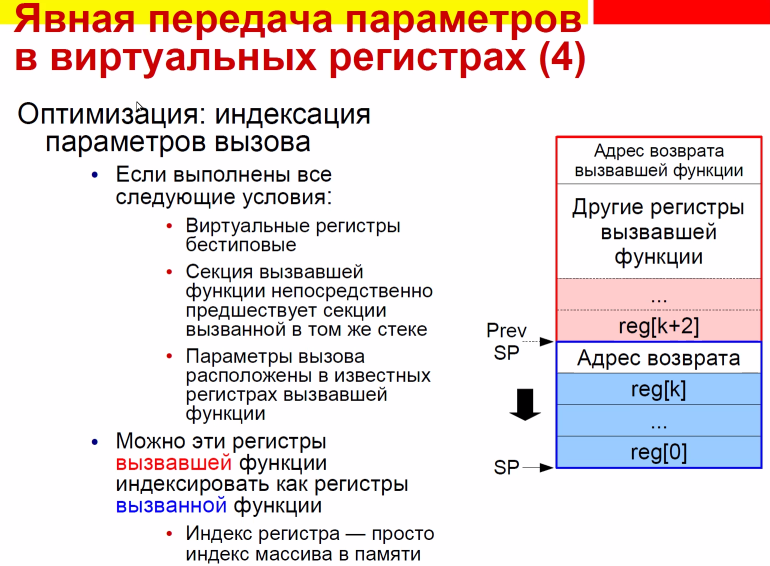 Явная передача параметров
в виртуальных регистрах (4)
Оптимизация: индексация
параметров вызова
• Если выполнены все
следующие условия:
• Виртуальные регистры
бестиповые
• Секция вызвавшей
функции непосредственно
предшествует секции
вызванной в том же стеке
• Параметры вызова
расположены в известных
регистрах вызвавшей
функции
• Можно эти регистры
вызвавшей функции
индексировать как регистры
вызванной функции
• Индекс регистра — просто
индекс массива в памяти
Адрес возврата
вызвавшей функции
Другие регистры
вызвавшей
функции
...
reg[k+2]
Prev
SP
Адрес возврата
reg[k]
...
reg[0]
SP